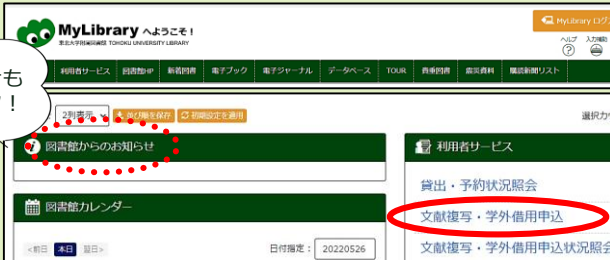 MyLibrary へようこそ！
東北大学附属図書館 TOHOKU UNIVERSITY LIBRARY
MyLibrary ログ
ヘルプ 入力補助
も
！
利用者サービス 図書館HP 新着図書 電子ブック 電子ジャーナル データベース TOUR 貴重図書 震災資料 購読新聞リスト
2列表示 並び順を保存 初期設定を適用
選択カ
図書館からのお知らせ
利用者サービス
貸出・予約状況照会
文献複写・学外借用申込
文献複写・学外借用申込状況照会
図書館カレンダー
<前日 本日 翌日>
日付指定： 20220526